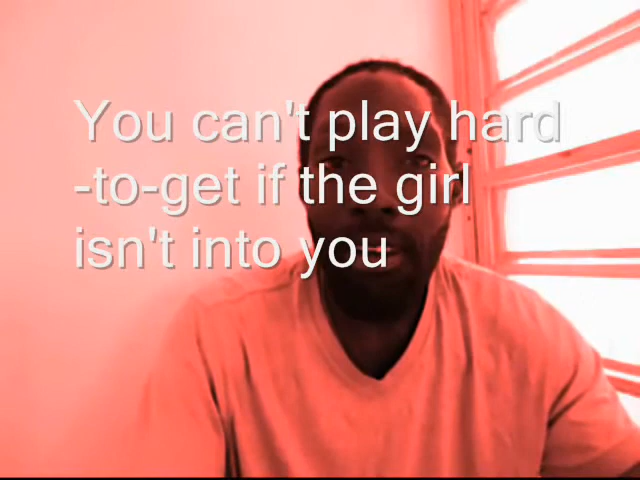 You can't play hard
-to-get if the girl
isn't into you